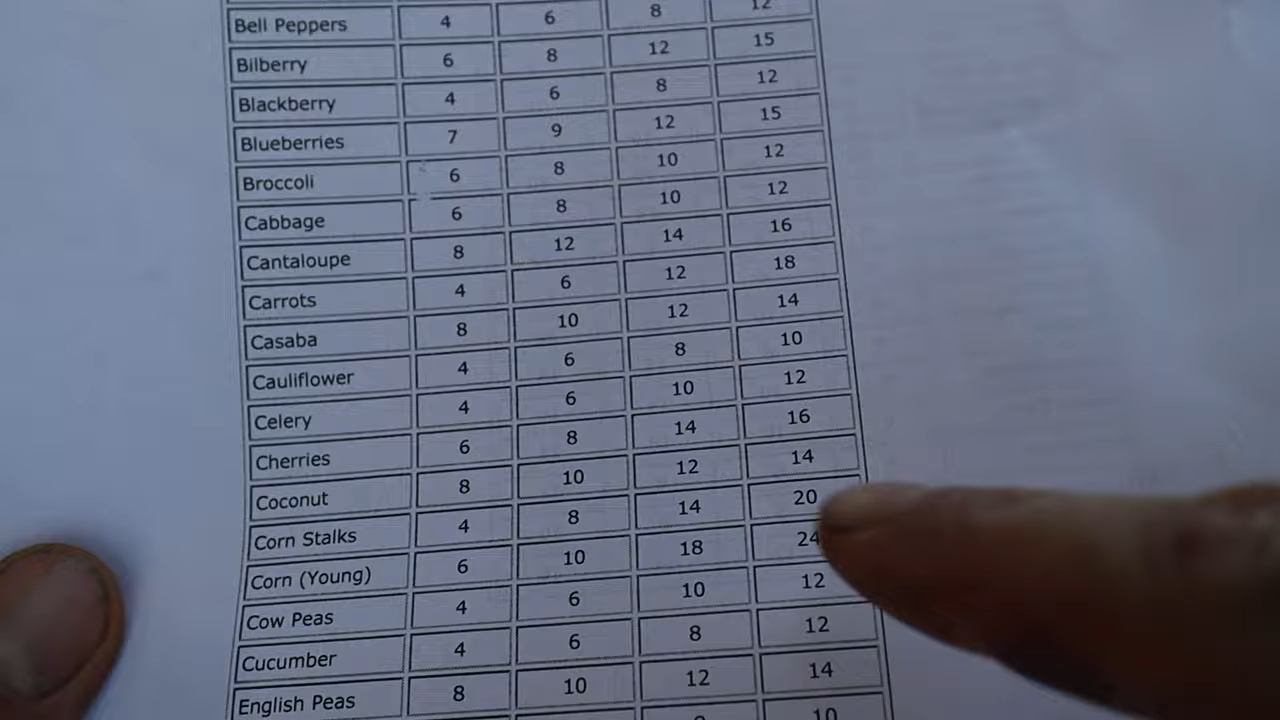 Bell Peppers 4 6 8 12
Bilberry 6 8 12 15
Blackberry 4 6 8 12
Blueberries 7 9 12 15
Broccoli 6 8 10 12
Cabbage 6 8 10 12
Cantaloupe 8 12 14 16
Carrots 4 6 12 18
Casaba 8 10 12 14
Cauliflower 4 6 8 10
Celery 4 6 10 12
Cherries 6 8 14 16
Coconut 8 10 12 14
Corn Stalks 4 8 14 20
Corn (Young) 6 10 18 24
Cow Peas 4 6 10 12
Cucumber 4 6 8 12
English Peas 8 10 12 14
10